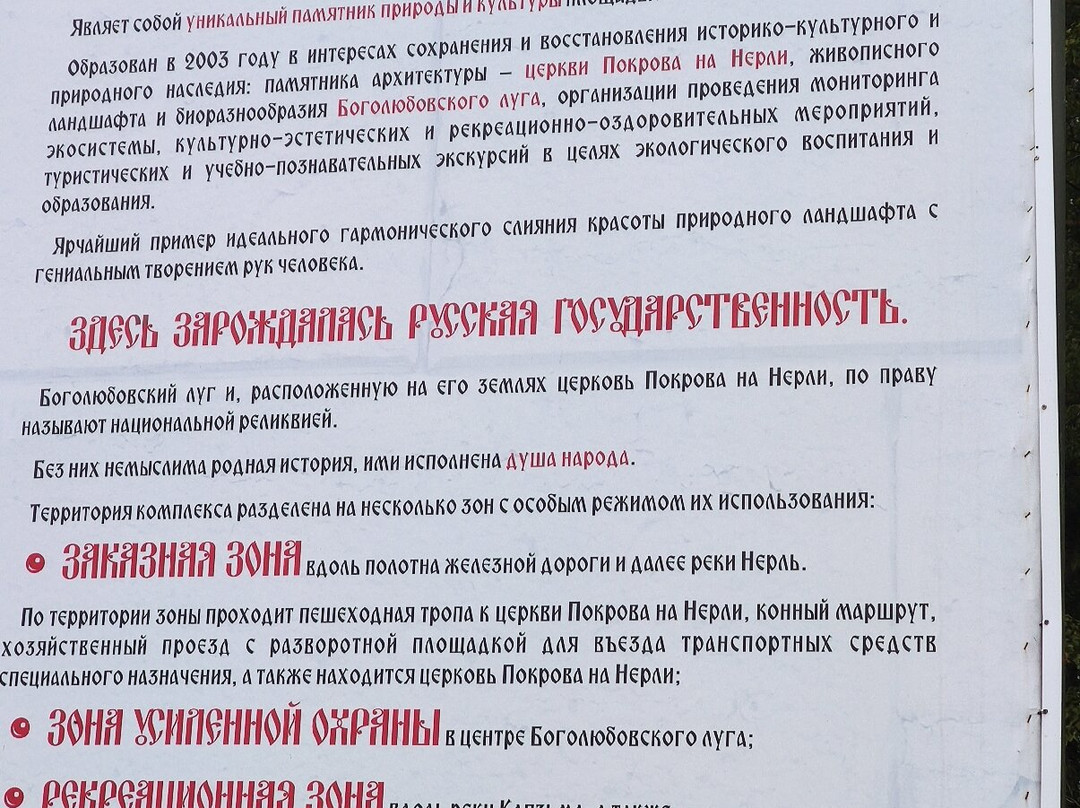 Являет собой уникальный памятник природы и культуры
Образован в 2003 году в интересах сохранения и восстановления историко-культурного и
природного наследия: памятника архитектуры – церкви Покрова на Нерли, живописного
ландшафта и биоразнообразия Боголюбовского луга, организации проведения мониторинга
экосистемы, культурно-эстетических и рекреационно-оздоровительных мероприятий,
туристических и учебно-познавательных экскурсий в целях экологического воспитания и
образования.
Ярчайший пример идеального гармонического слияния красоты природного ландшафта с
гениальным творением рук человека.
ЗДЕСЬ ЗАРОЖДАЛАСЬ РУССКАЯ ГОСУДАРСТВЕННОСТЬ.
Боголюбовский луг и, расположенную на его землях церковь Покрова на Нерли, по праву
называют национальной реликвией.
Без них немыслима родная история, ими исполнена душа народа.
Территория комплекса разделена на несколько зон с особым режимом их использования:
ЗАКАЗНАЯ ЗОНА вдоль полотна железной дороги и далее реки Нерль.
По территории зоны проходит пешеходная тропа к церкви Покрова на Нерли, конный маршрут,
хозяйственный проезд с разворотной площадкой для въезда транспортных средств
специального назначения, а также находится церковь Покрова на Нерли;
ЗОНА УСИЛЕННОЙ ОХРАНЫ в центре Боголюбовского луга;
РЕКРЕАЦИОННАЯ ЗОНА вдоль реки